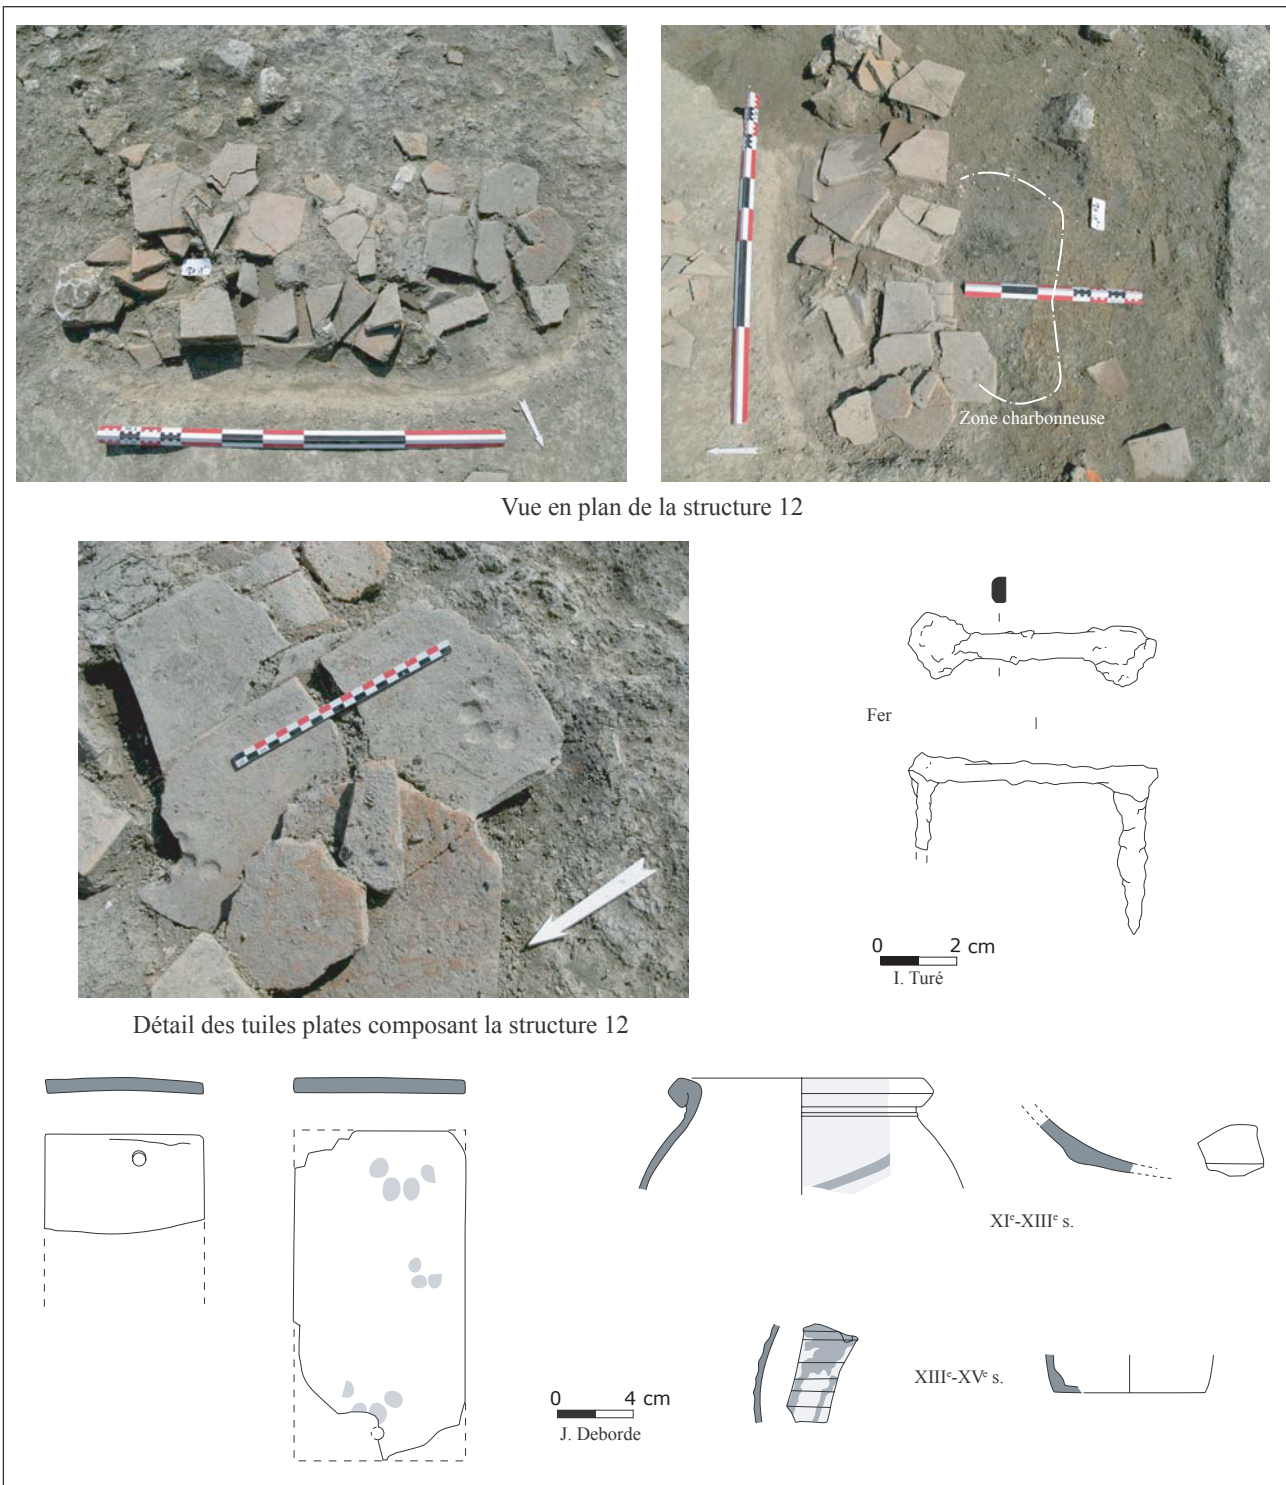 Zone charbonneuse
Vue en plan de la structure 12
Fer
0 2 cm
I. Turé
Détail des tuiles plates composant la structure 12
XIe-XIIIe s.
XIIIe-XVe s.
0 4 cm
J. Deborde